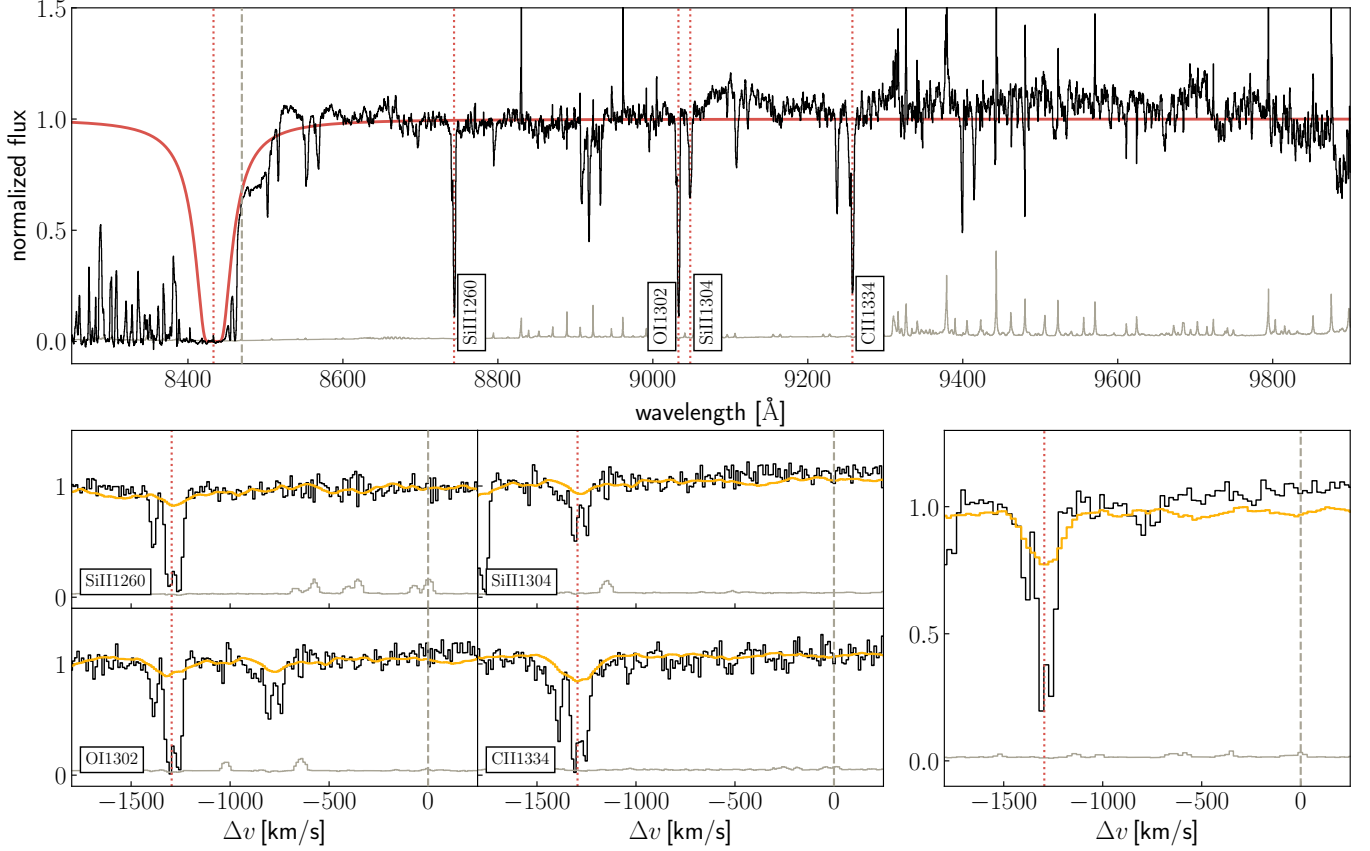 1.5
1.0
0.5
0.0
normalized flux
SiII1260
OI1302
SiII1304
CII1334
8400 8600 8800 9000 9200 9400 9600 9800
wavelength [Å]
1
0
SiII1260
SiII1304
1
0
OI1302
CII1334
−1500 −1000 −500 0
−1500 −1000 −500 0
Δv [km/s]
Δv [km/s]
1.0
0.5
0.0
−1500 −1000 −500 0
Δv [km/s]